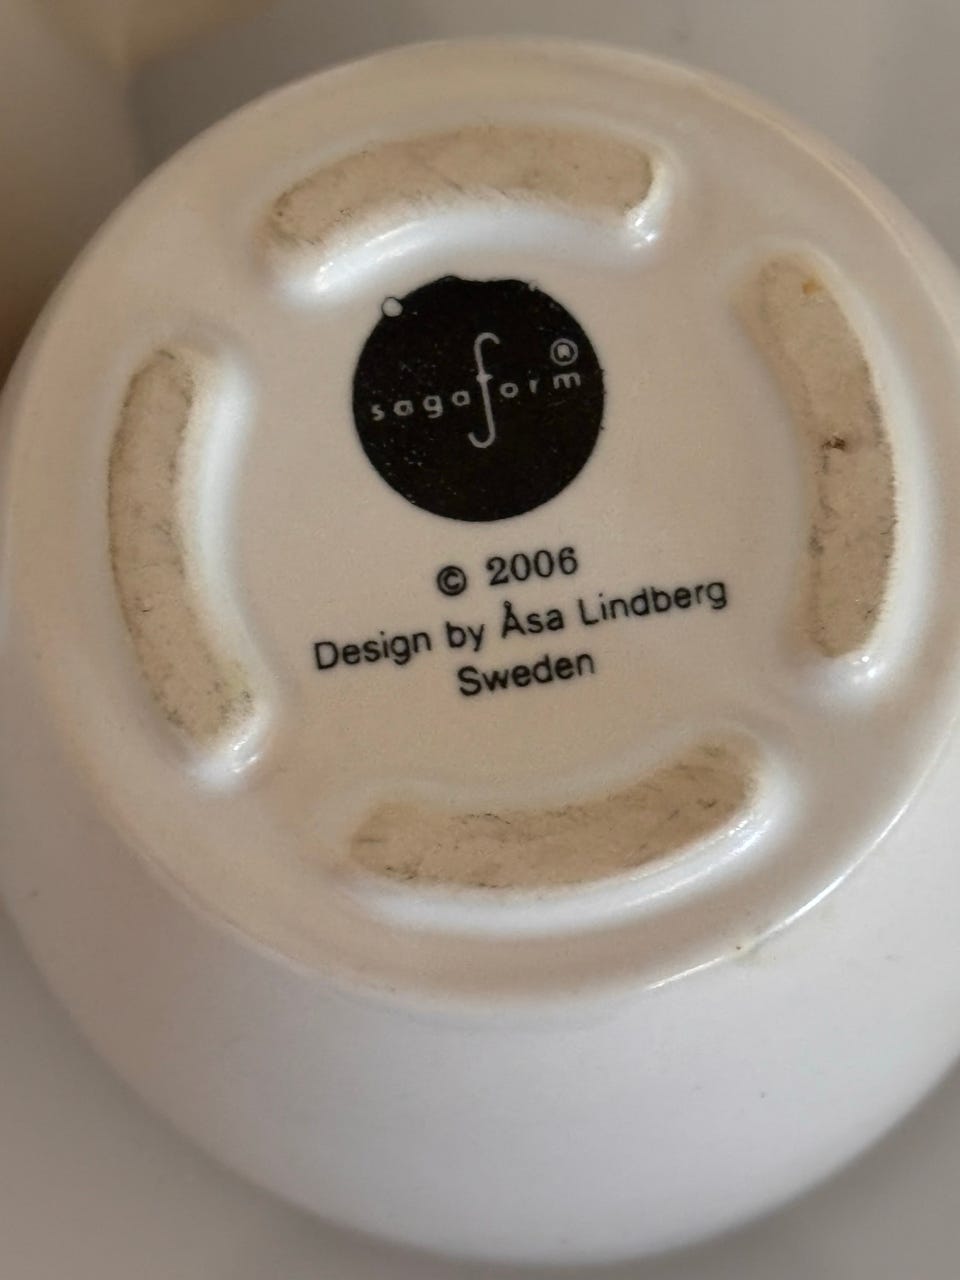 sagaform®
© 2006
Design by Åsa Lindberg
Sweden